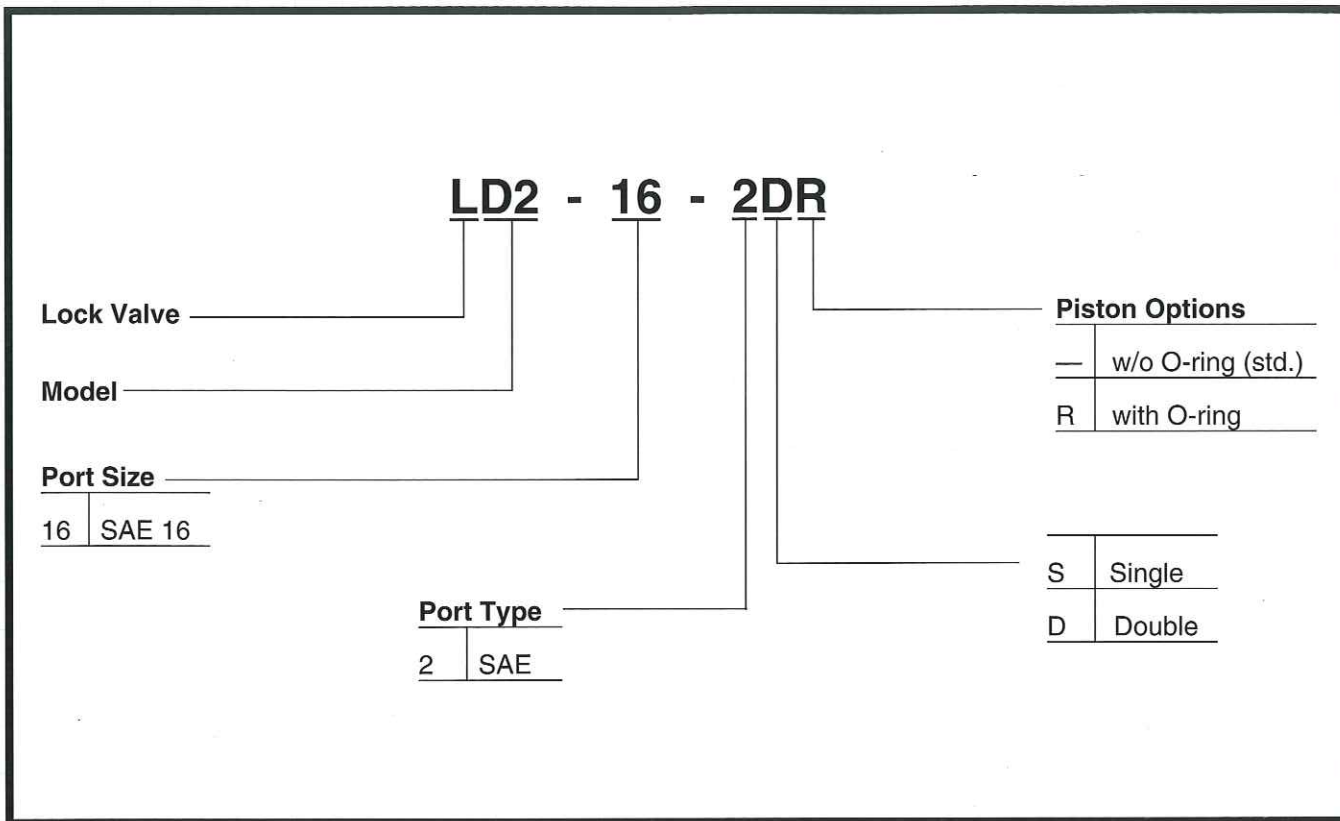 LD2 - 16 - 2DR
Lock Valve
Model
Port Size
16 SAE 16
Port Type
2 SAE
Piston Options
— w/o O-ring (std.)
R with O-ring
S Single
D Double